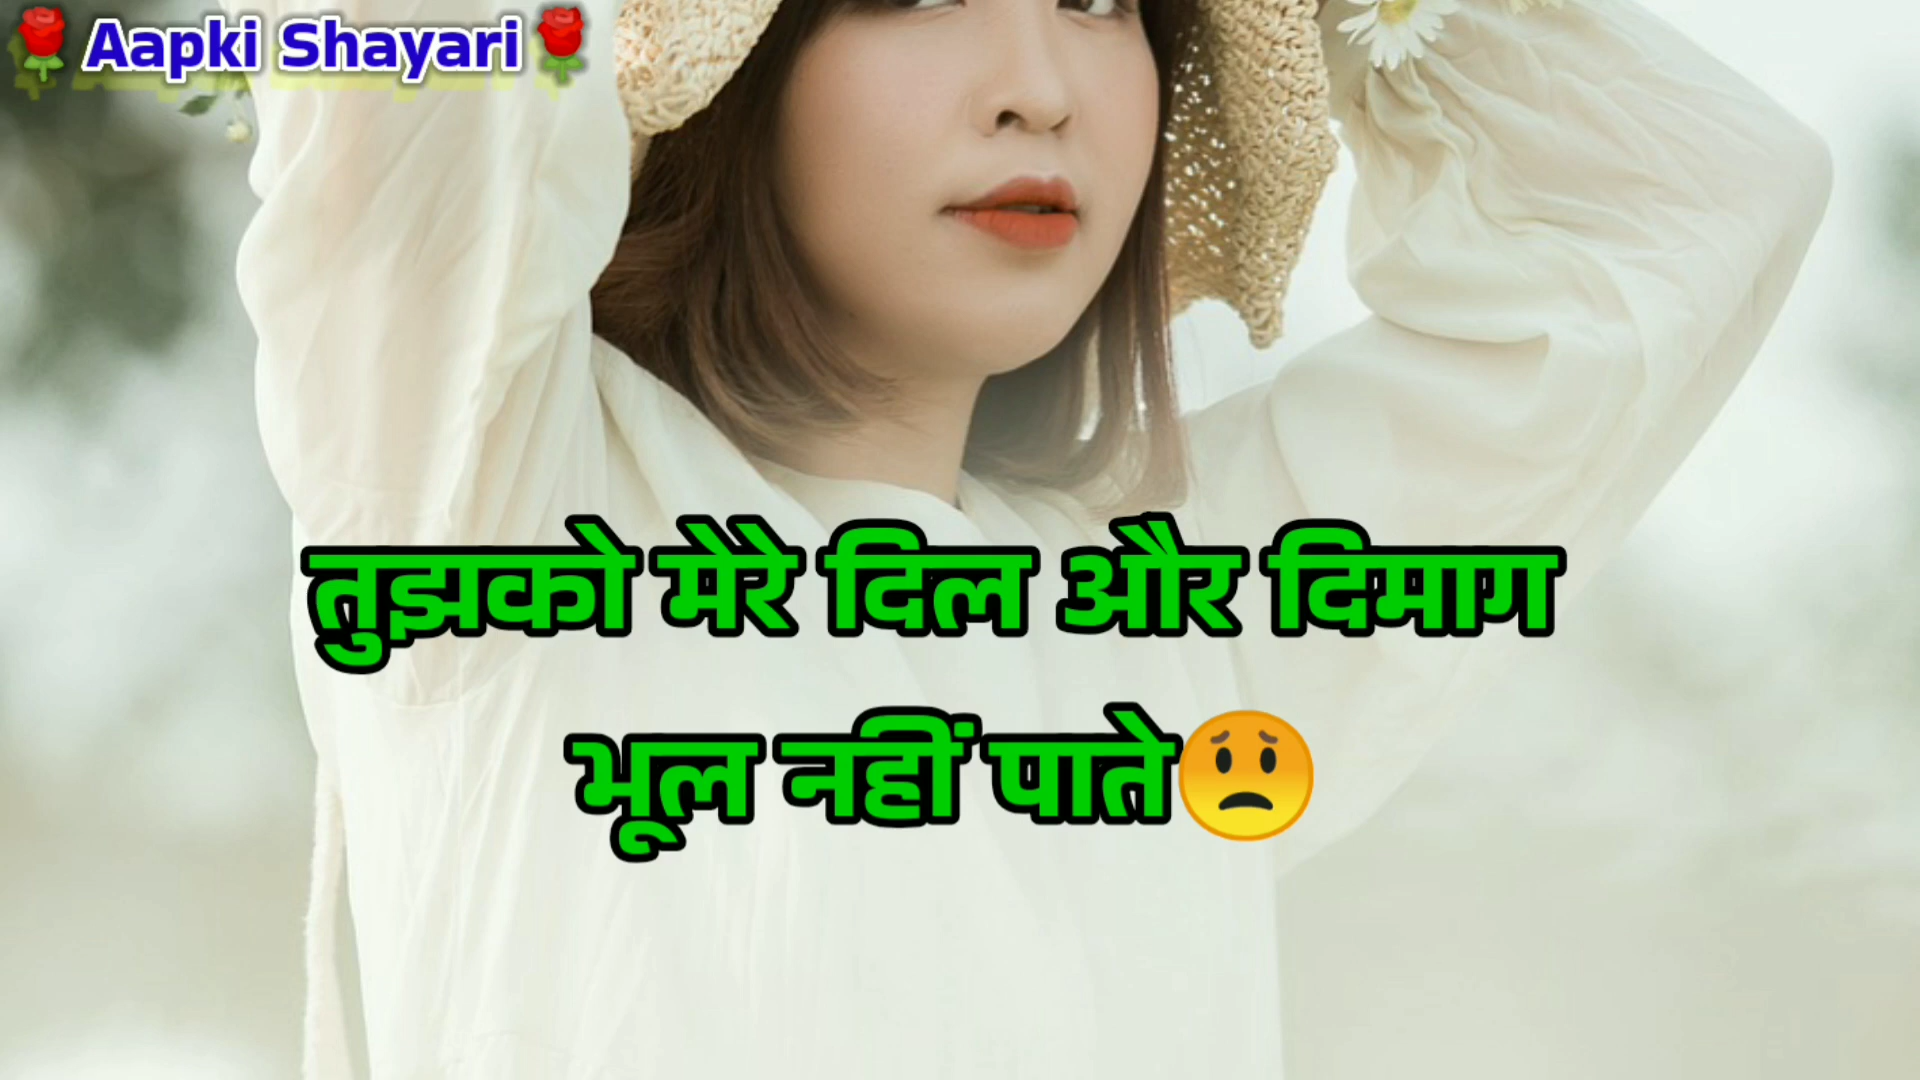 🌹Aapki Shayari🌹
तुझको मेरे दिल और दिमाग
भूल नहीं पाते😟